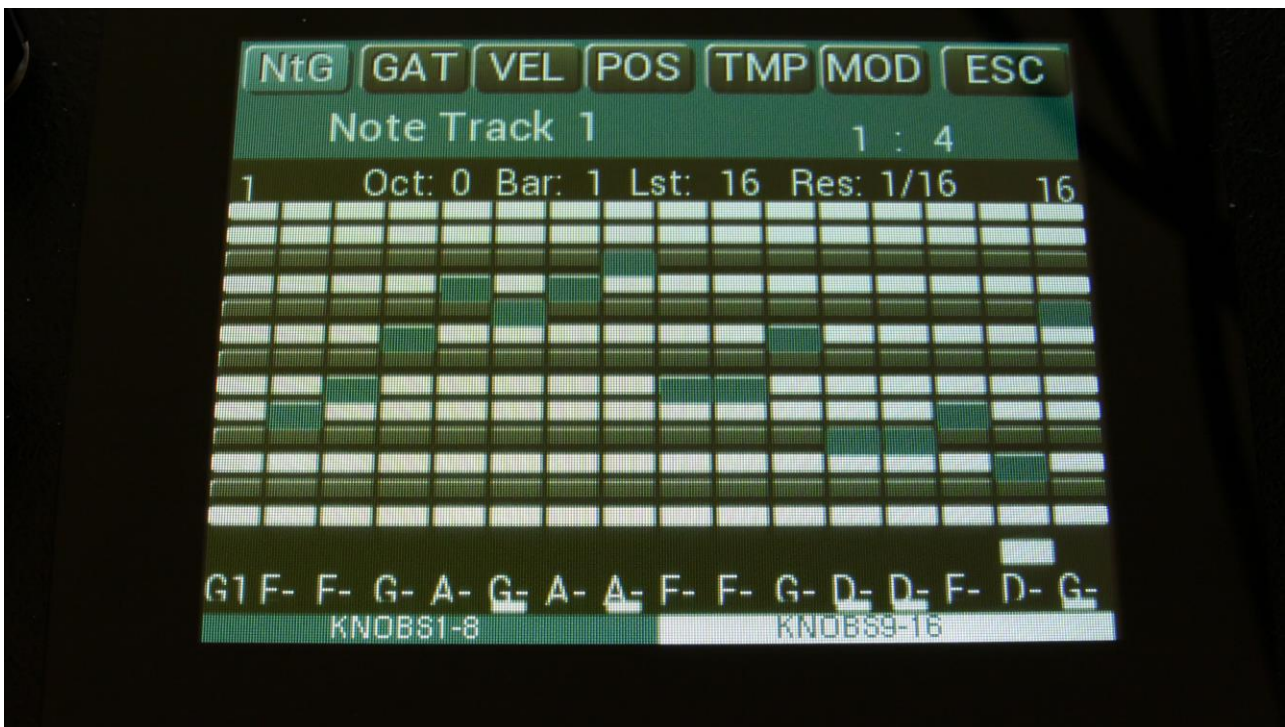 NtG GAT VEL POS TMP MOD ESC
Note Track 1 1 : 4
1 Oct: 0 Bar: 1 Lst: 16 Res: 1/16 16
G1 F- F- G- A- G- A- A- F- F- G- D- D- F- D- G-
KNOBS1-8 KNOBS9-16